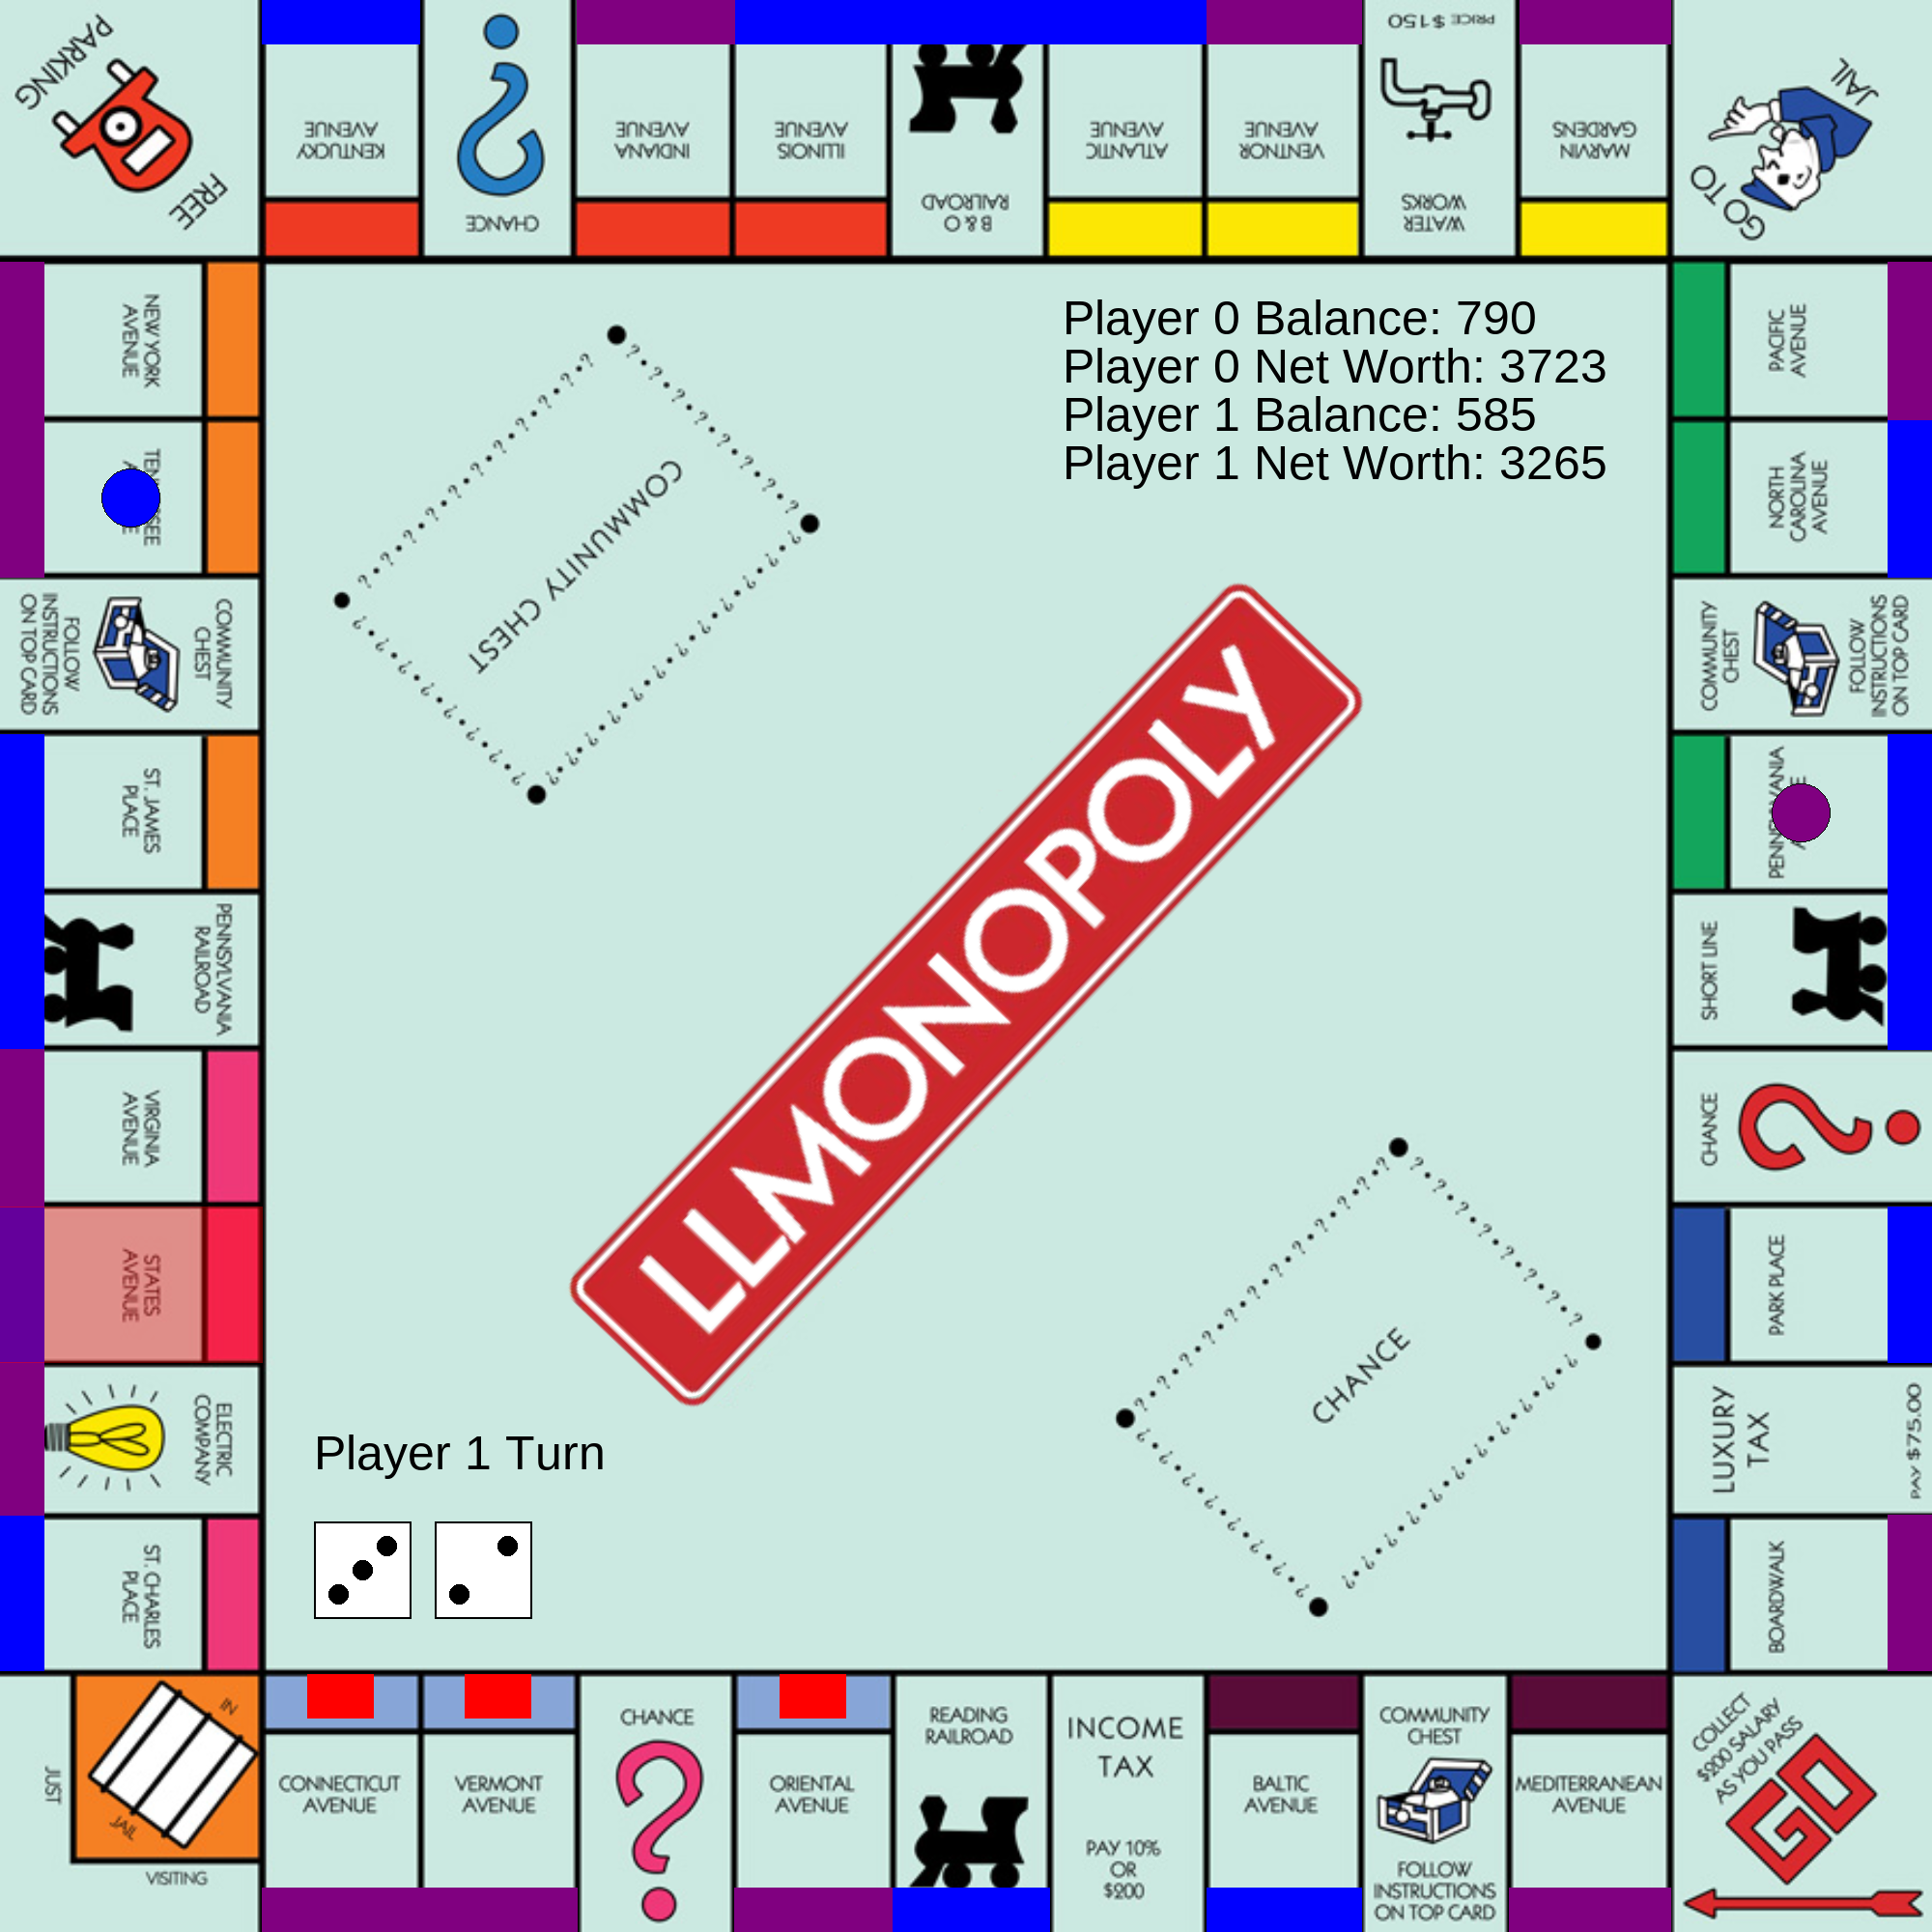 FREE
PARKING
KENTUCKY
AVENUE
CHANCE
INDIANA
AVENUE
ILLINOIS
AVENUE
B & O
RAILROAD
ATLANTIC
AVENUE
VENTNOR
AVENUE
WATER
WORKS
PRICE $150
MARVIN
GARDENS
GO TO
JAIL
NEW YORK
AVENUE
COMMUNITY
CHEST
FOLLOW
INSTRUCTIONS
ON TOP CARD
ST. JAMES
PLACE
PENNSYLVANIA
RAILROAD
VIRGINIA
AVENUE
STATES
AVENUE
ELECTRIC
COMPANY
ST. CHARLES
PLACE
Player 0 Balance: 790
Player 0 Net Worth: 3723
Player 1 Balance: 585
Player 1 Net Worth: 3265
COMMUNITY CHEST
LLMONOPOLY
CHANCE
Player 1 Turn
PACIFIC
AVENUE
NORTH
CAROLINA
AVENUE
COMMUNITY
CHEST
FOLLOW
INSTRUCTIONS
ON TOP CARD
SHORT LINE
CHANCE
PARK PLACE
LUXURY
TAX
PAY $75.00
BOARDWALK
JUST
VISITING
IN
JAIL
CONNECTICUT
AVENUE
VERMONT
AVENUE
CHANCE
ORIENTAL
AVENUE
READING
RAILROAD
INCOME
TAX
PAY 10%
OR
$200
BALTIC
AVENUE
COMMUNITY
CHEST
FOLLOW
INSTRUCTIONS
ON TOP CARD
MEDITERRANEAN
AVENUE
COLLECT
$200 SALARY
AS YOU PASS
GO